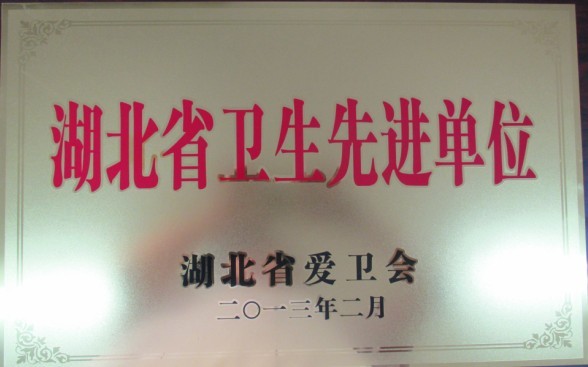 湖北省卫生先进单位
湖北省爱卫会
二〇一三年二月